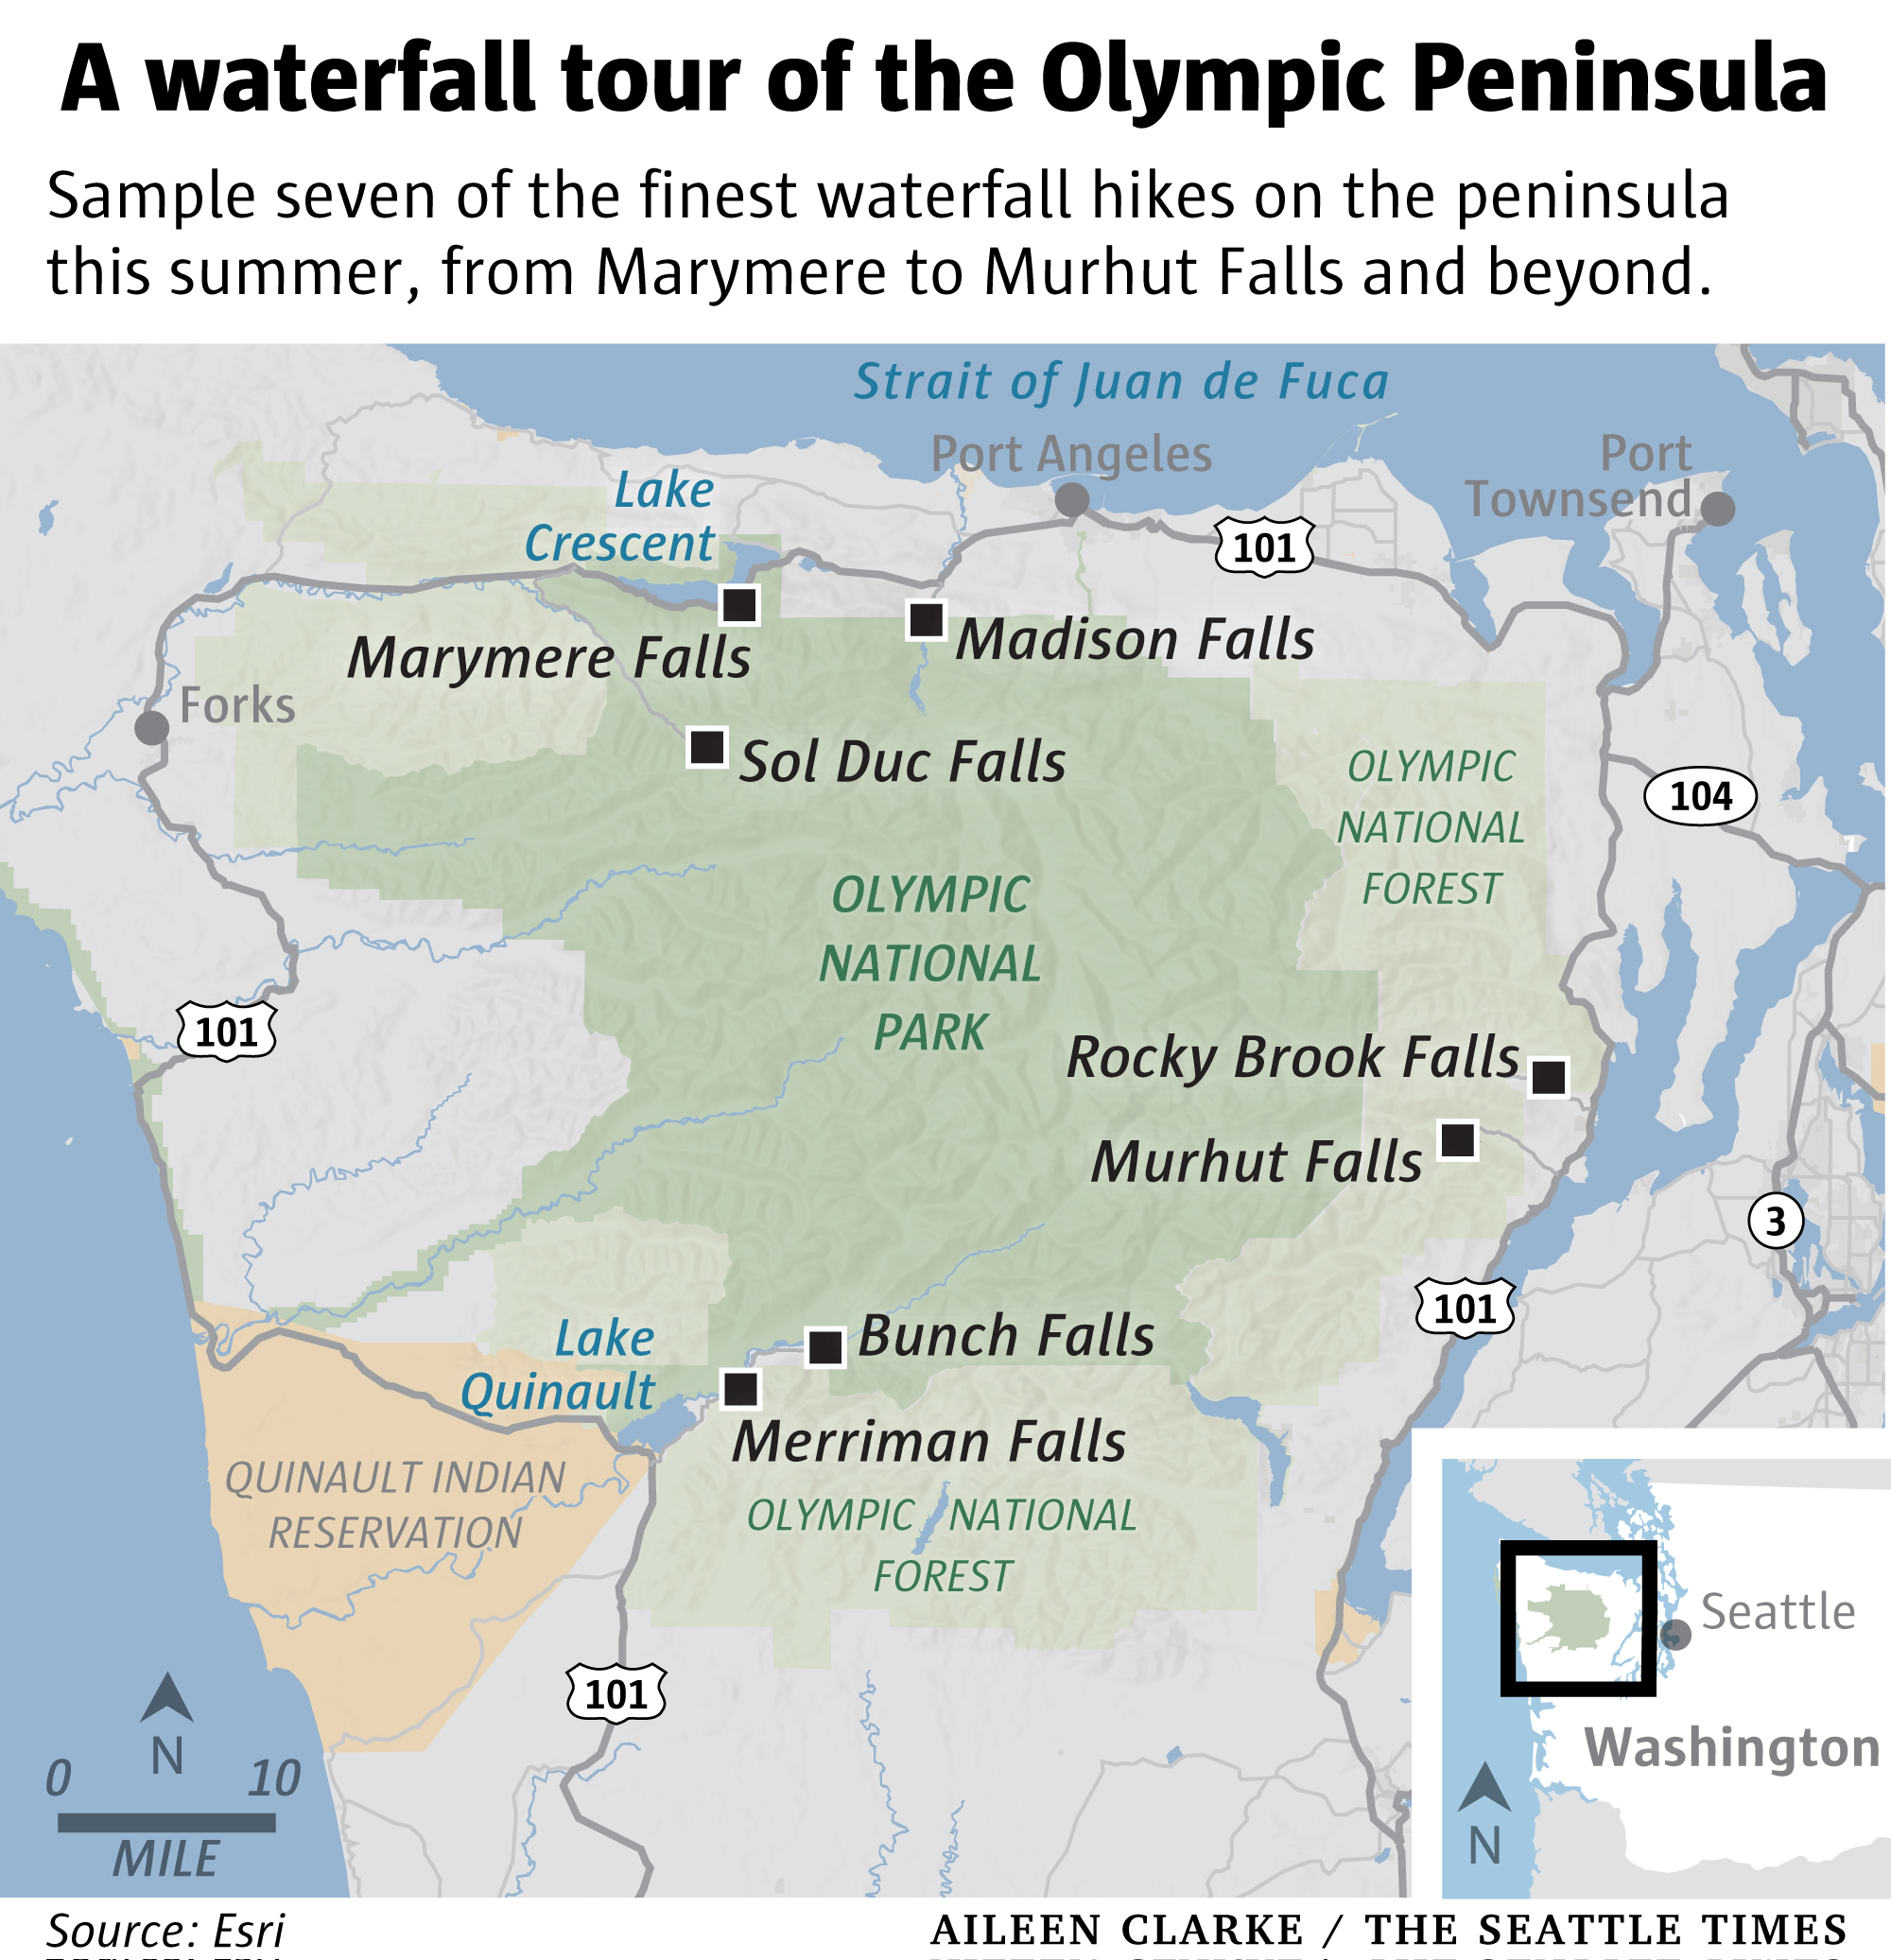 A waterfall tour of the Olympic Peninsula
Sample seven of the finest waterfall hikes on the peninsula
this summer, from Marymere to Murhut Falls and beyond.
Strait of Juan de Fuca
Port Angeles
Port
Townsend
Lake
Crescent
101
Marymere Falls
Madison Falls
Forks
Sol Duc Falls
OLYMPIC
NATIONAL
FOREST
104
OLYMPIC
NATIONAL
PARK
101
Rocky Brook Falls
Murhut Falls
3
101
Lake
Quinault
Bunch Falls
Merriman Falls
QUINAULT INDIAN
RESERVATION
OLYMPIC NATIONAL
FOREST
101
N
0 10
MILE
Seattle
Washington
N
Source: Esri
AILEEN CLARKE / THE SEATTLE TIMES